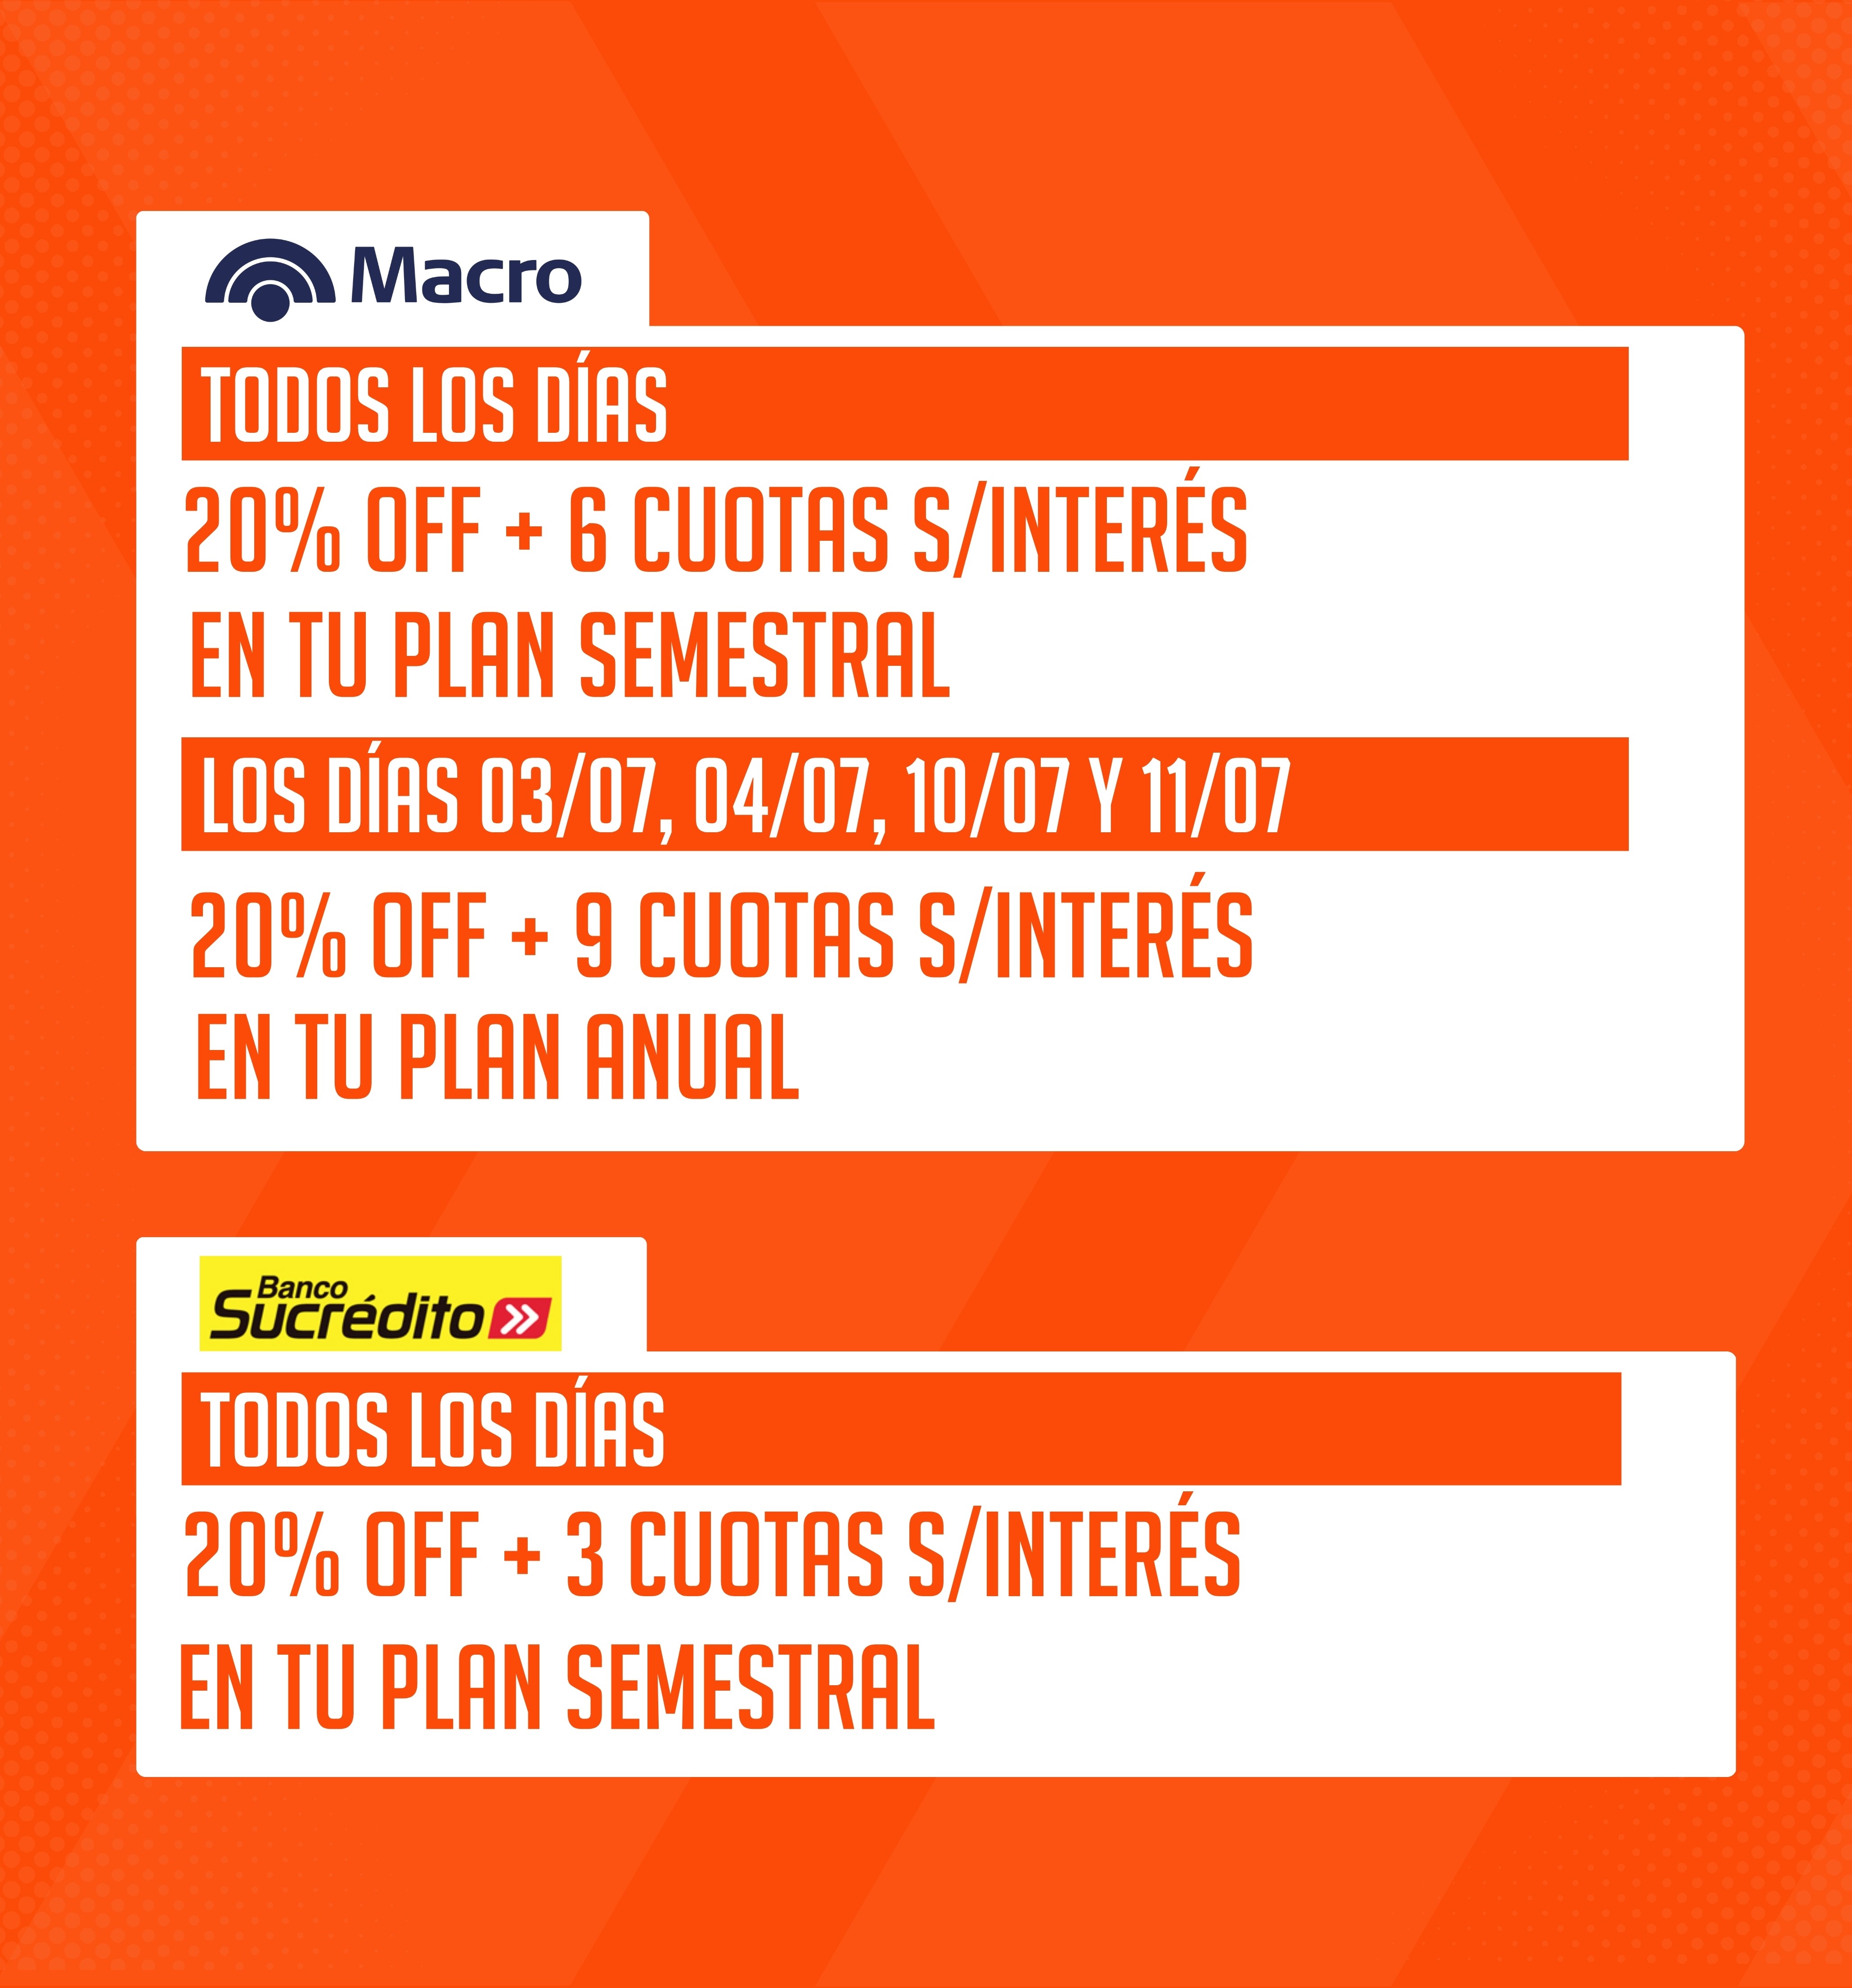 Macro
TODOS LOS DÍAS
20% OFF + 6 CUOTAS S/INTERÉS
EN TU PLAN SEMESTRAL
LOS DÍAS 03/07, 04/07, 10/07 Y 11/07
20% OFF + 9 CUOTAS S/INTERÉS
EN TU PLAN ANUAL
Banco
Sucrédito
TODOS LOS DÍAS
20% OFF + 3 CUOTAS S/INTERÉS
EN TU PLAN SEMESTRAL